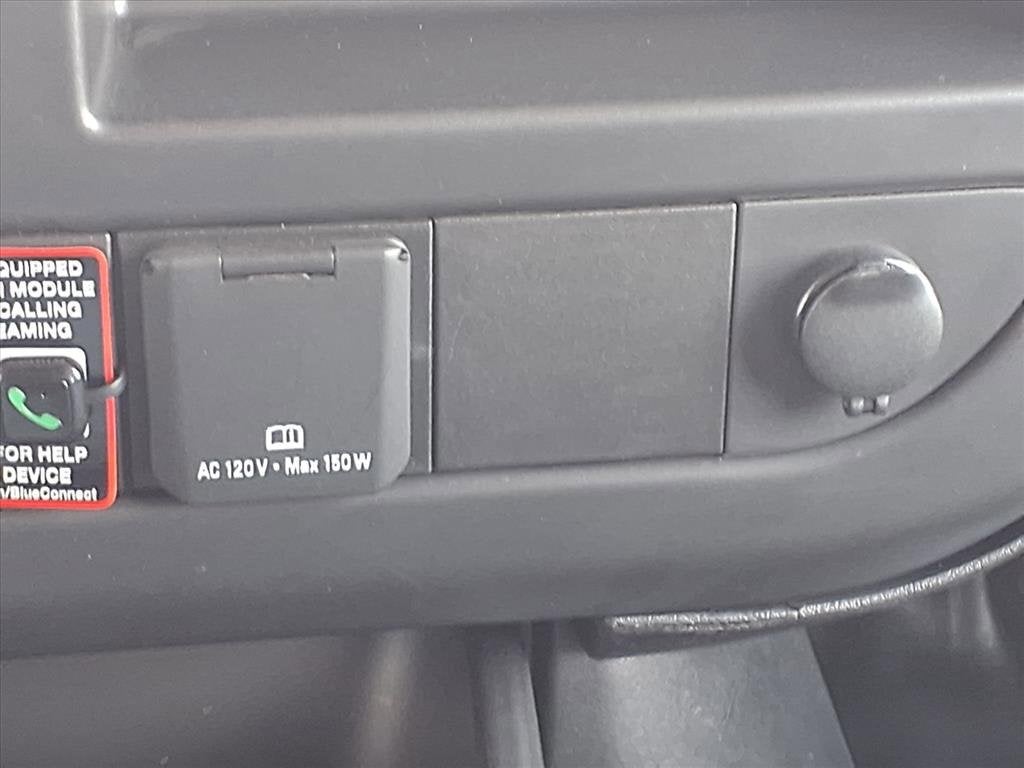 QUIPPED
MODULE
CALLING
EAMING
FOR HELP
DEVICE
/BlueConnect
AC 120V • Max 150W